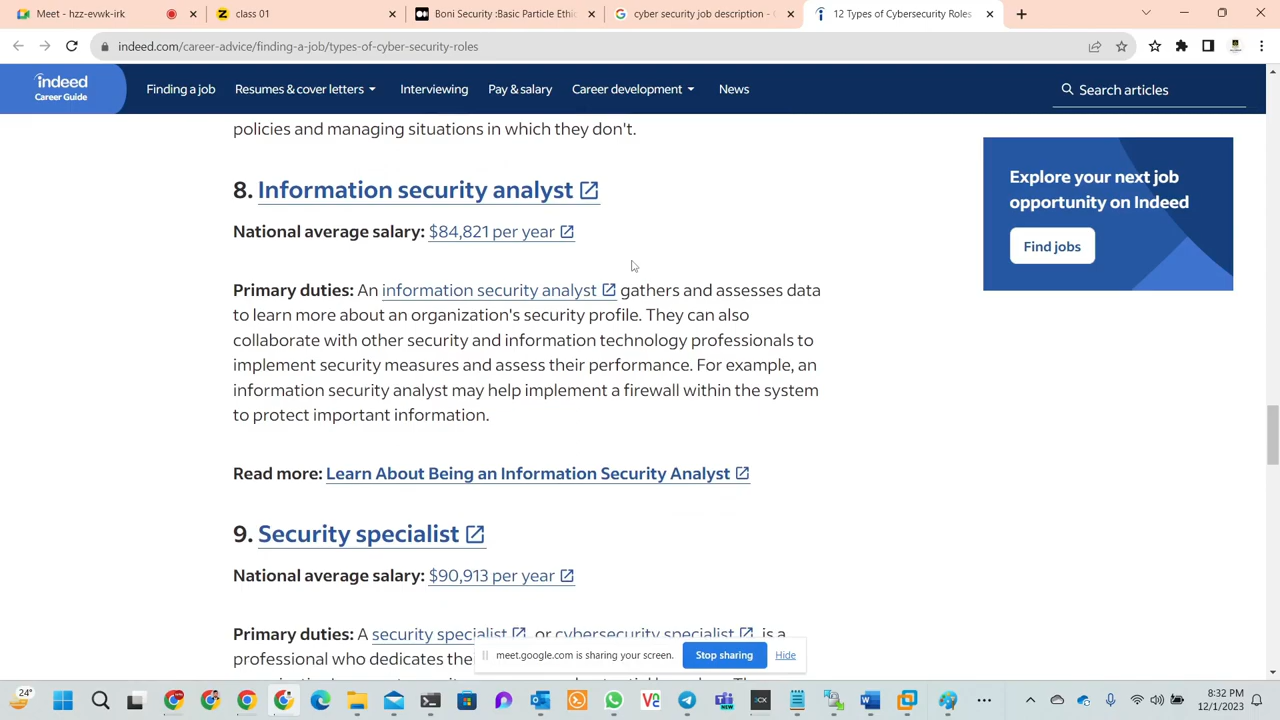 Meet - hzz-evwk-irk
class 01
Boni Security :Basic Particle Ethic
cyber security job description - G
12 Types of Cybersecurity Roles
indeed.com/career-advice/finding-a-job/types-of-cyber-security-roles
indeed
Career Guide
Finding a job
Resumes & cover letters
Interviewing
Pay & salary
Career development
News
Search articles
policies and managing situations in which they don't.
8. Information security analyst
National average salary: $84,821 per year
Primary duties: An information security analyst gathers and assesses data
to learn more about an organization's security profile. They can also
collaborate with other security and information technology professionals to
implement security measures and assess their performance. For example, an
information security analyst may help implement a firewall within the system
to protect important information.
Read more: Learn About Being an Information Security Analyst
9. Security specialist
National average salary: $90,913 per year
Primary duties: A security specialist or cybersecurity specialist is a
professional who dedicates the
Explore your next job
opportunity on Indeed
Find jobs
meet.google.com is sharing your screen.
Stop sharing
Hide
24°
8:32 PM
12/1/2023